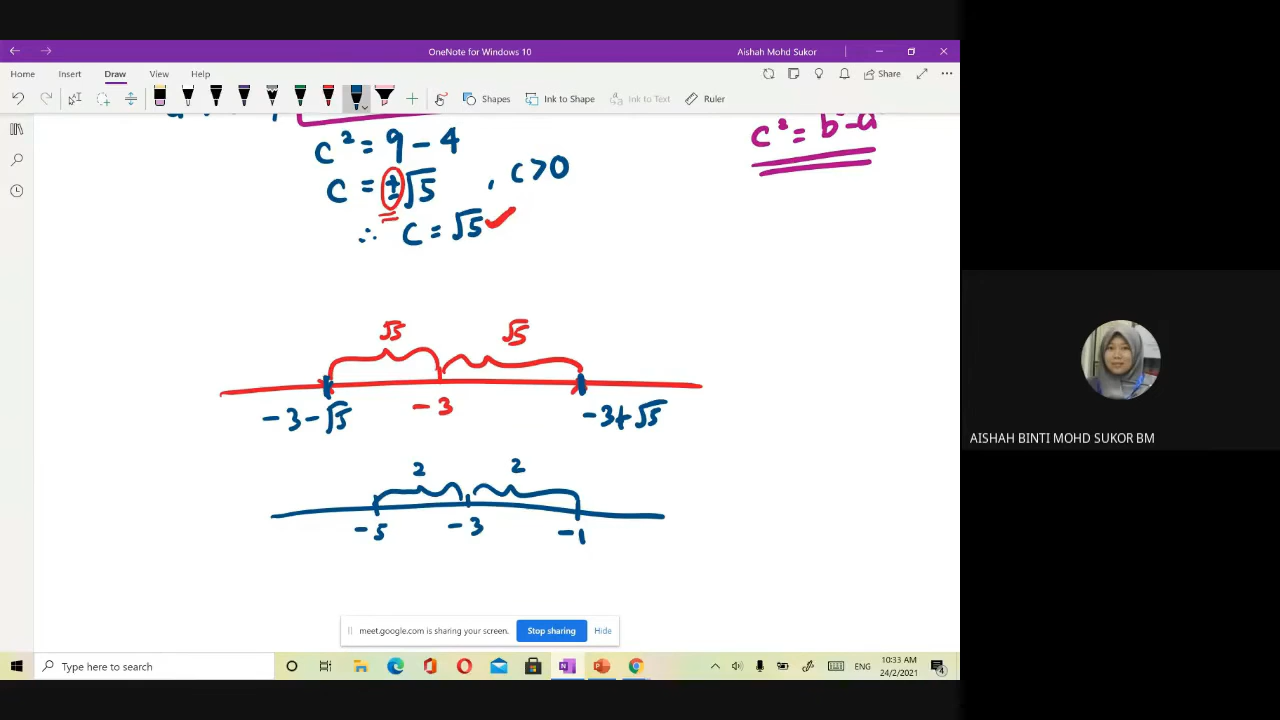 OneNote for Windows 10
Aishah Mohd Sukor
Home Insert Draw View Help
Share
Shapes Ink to Shape Ink to Text Ruler
c² = 9 - 4
c = ±√5 , c > 0
∴ c = √5 ✓
c² = b² - a²
√5 √5
-3-√5 -3 -3+√5
2 2
-5 -3 -1
meet.google.com is sharing your screen. Stop sharing Hide
Type here to search
ENG
10:33 AM
24/2/2021
4
AISHAH BINTI MOHD SUKOR BM